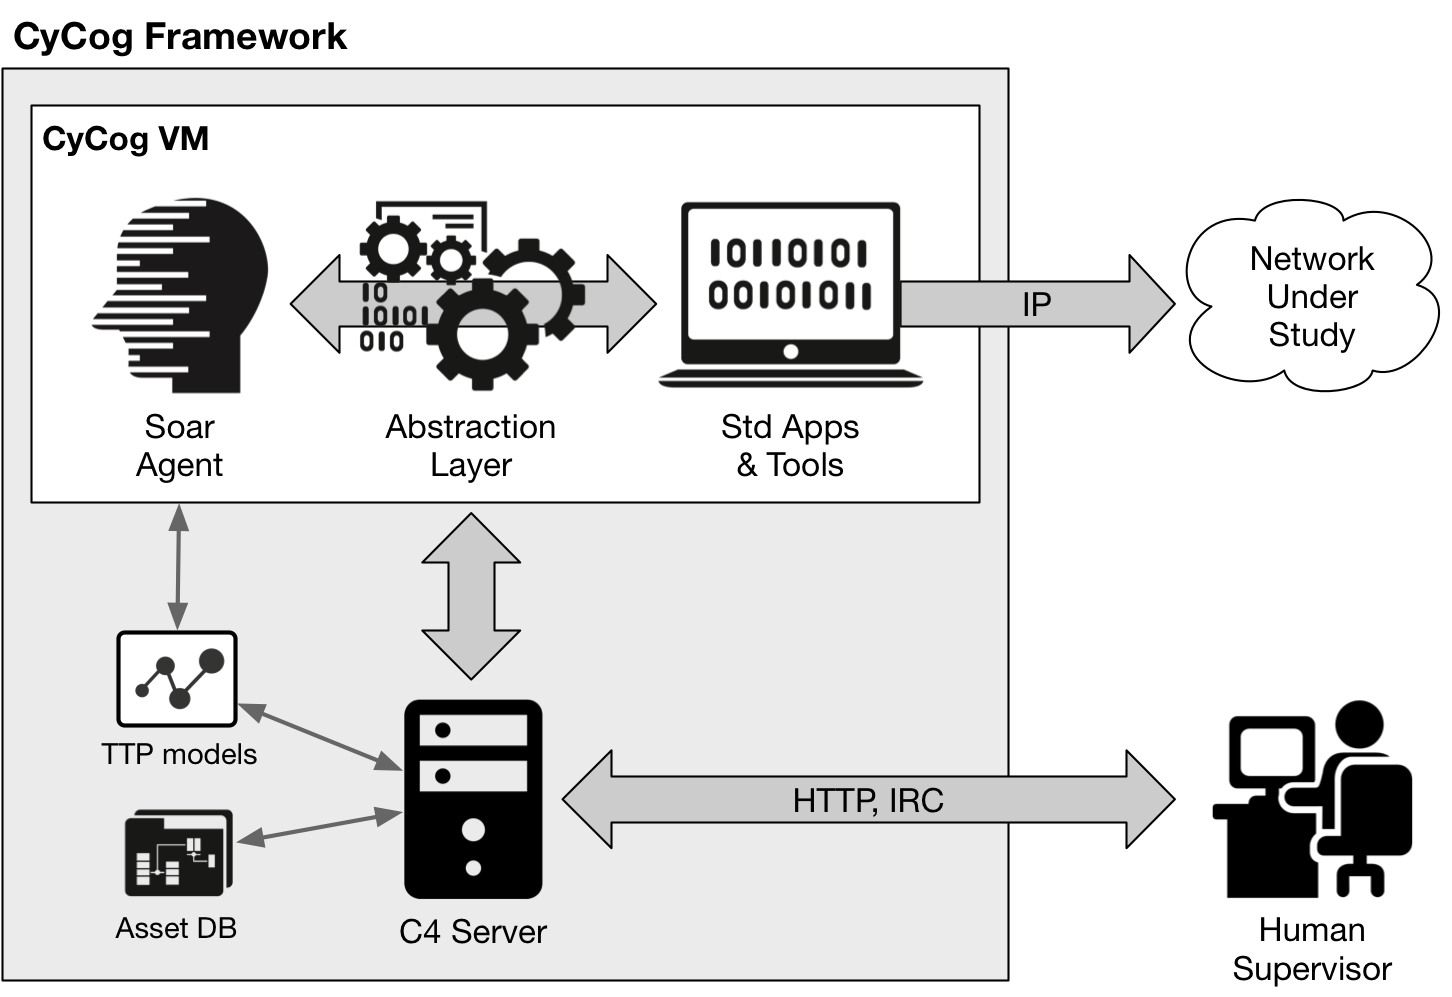 CyCog Framework
CyCog VM
10110101
00101011
10
10101
010
IP
Network
Under
Study
Soar
Agent
Abstraction
Layer
Std Apps
& Tools
TTP models
HTTP, IRC
Asset DB
C4 Server
Human
Supervisor